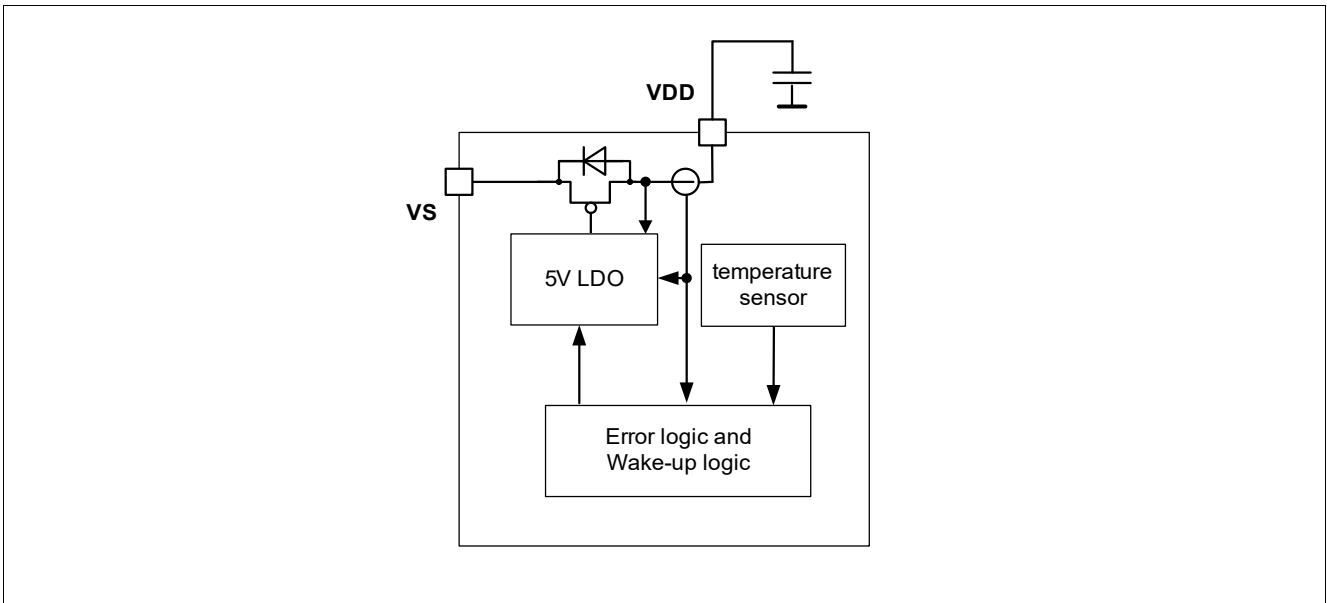 VDD
VS
5V LDO
temperature
sensor
Error logic and
Wake-up logic